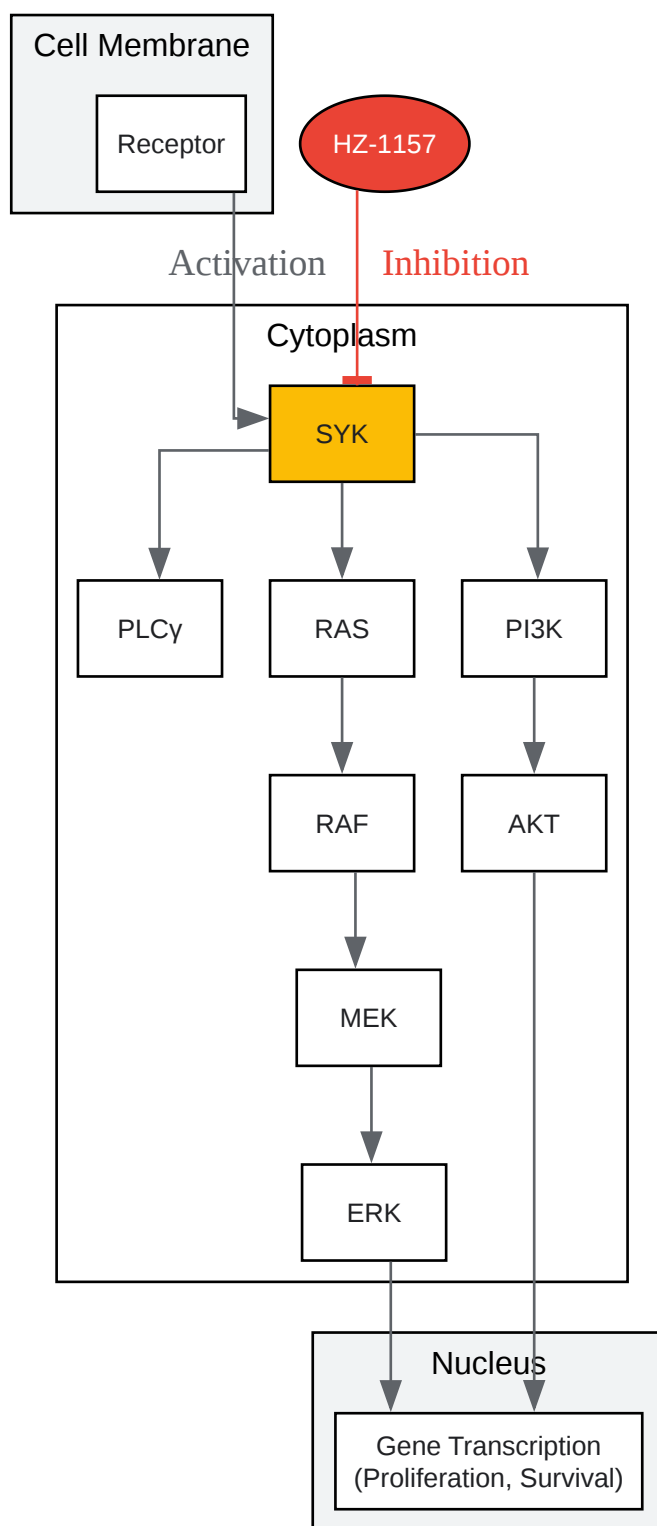 Cell Membrane
Receptor
HZ-1157
Activation
Inhibition
Cytoplasm
SYK
PLCγ
RAS
PI3K
RAF
AKT
MEK
ERK
Nucleus
Gene Transcription
(Proliferation, Survival)